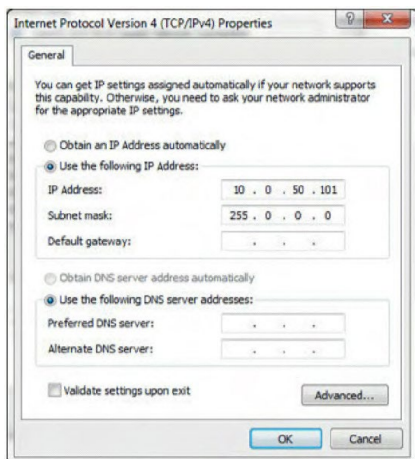 Internet Protocol Version 4 (TCP/IPv4) Properties
General
You can get IP settings assigned automatically if your network supports
this capability. Otherwise, you need to ask your network administrator
for the appropriate IP settings.
Obtain an IP Address automatically
Use the following IP Address:
IP Address: 10 . 0 . 50 . 101
Subnet mask: 255 . 0 . 0 . 0
Default gateway: . . .
Obtain DNS server address automatically
Use the following DNS server addresses:
Preferred DNS server: . . .
Alternate DNS server: . . .
Validate settings upon exit
Advanced...
OK Cancel